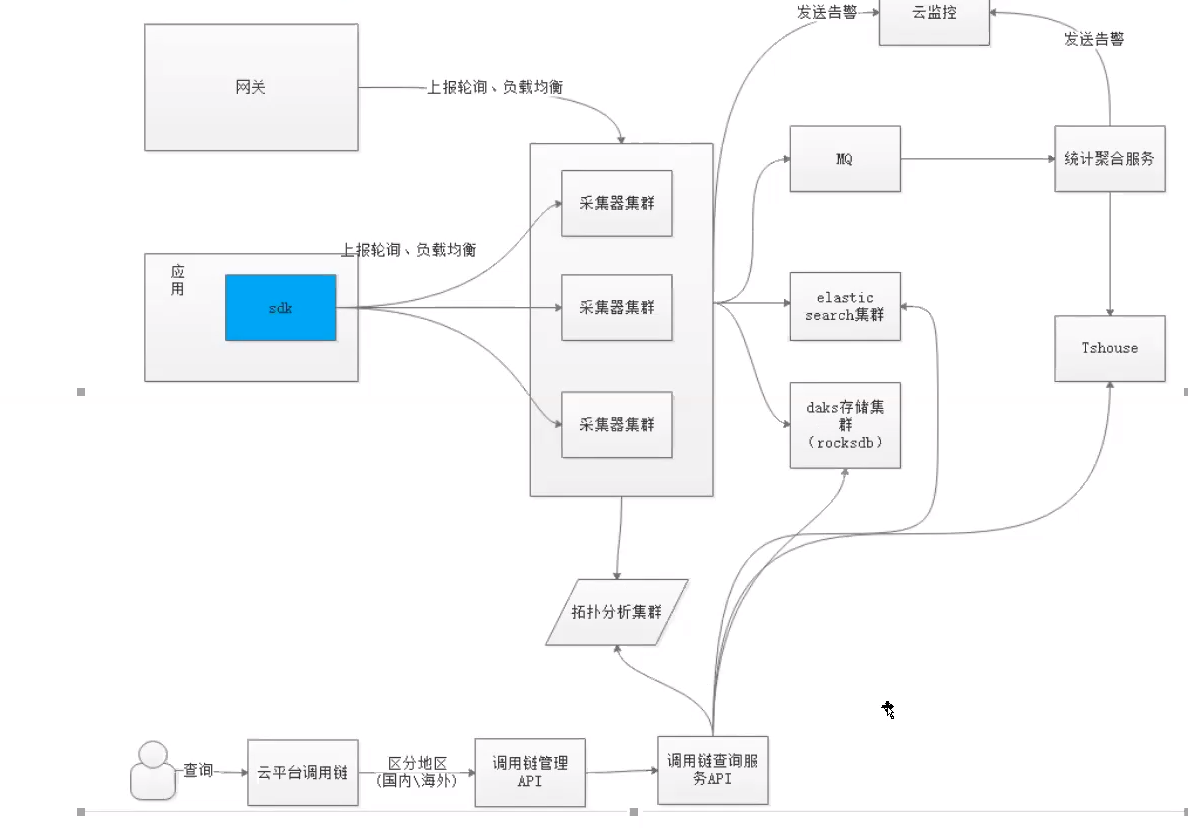 发送告警
云监控
发送告警
网关
上报轮询、负载均衡
MQ
统计聚合服务
采集器集群
上报轮询、负载均衡
应
用
sdk
采集器集群
elastic
search集群
Tshouse
采集器集群
daks存储集
群
（rocksdb）
拓扑分析集群
查询
云平台调用链
区分地区
(国内\海外)
调用链管理
API
调用链查询服
务API